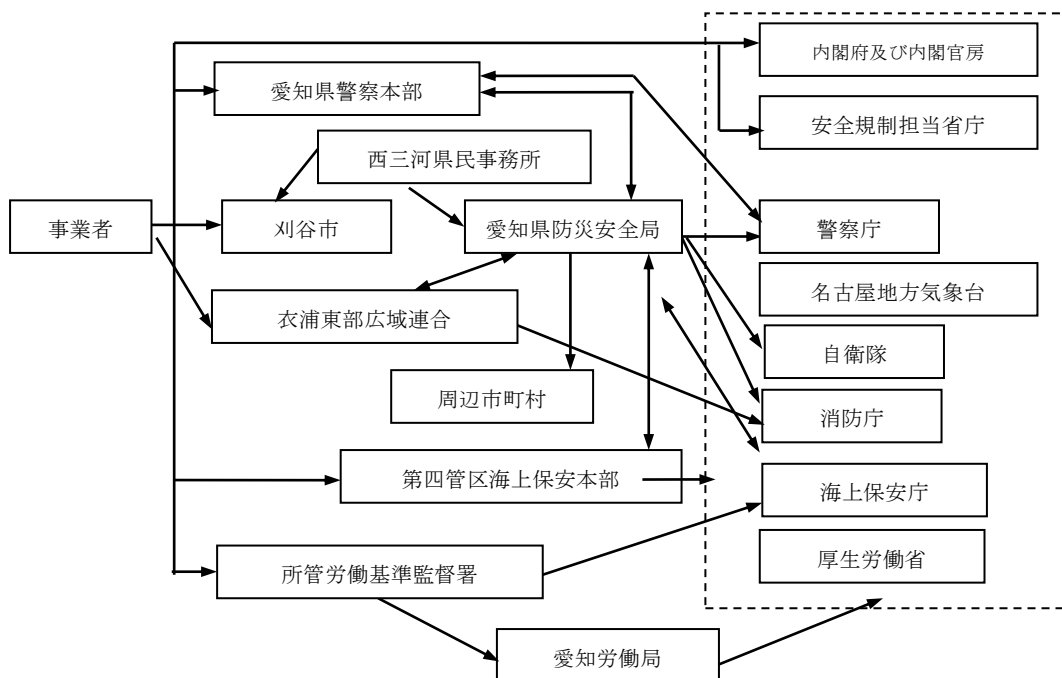 内閣府及び内閣官房
愛知県警察本部
安全規制担当省庁
西三河県民事務所
事業者
刈谷市
愛知県防災安全局
警察庁
名古屋地方気象台
衣浦東部広域連合
自衛隊
周辺市町村
消防庁
第四管区海上保安本部
海上保安庁
所管労働基準監督署
厚生労働省
愛知労働局